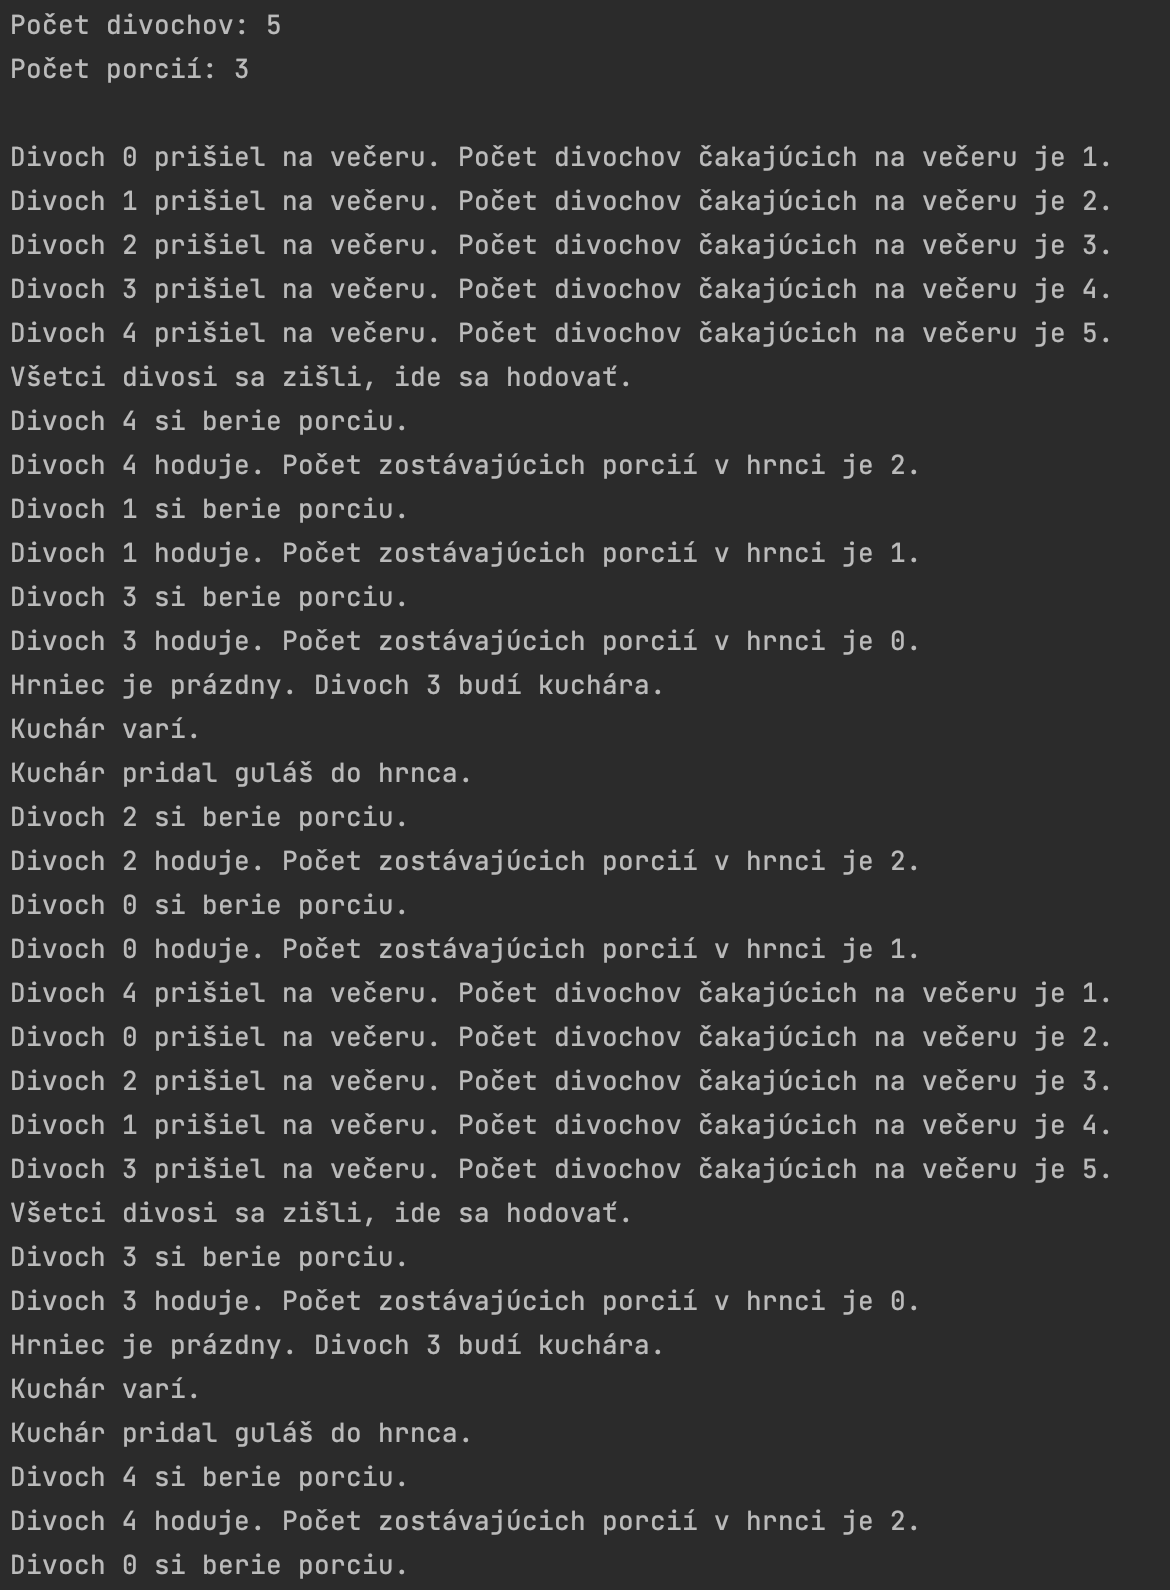 Počet divochov: 5
Počet porcií: 3

Divoch 0 prišiel na večeru. Počet divochov čakajúcich na večeru je 1.
Divoch 1 prišiel na večeru. Počet divochov čakajúcich na večeru je 2.
Divoch 2 prišiel na večeru. Počet divochov čakajúcich na večeru je 3.
Divoch 3 prišiel na večeru. Počet divochov čakajúcich na večeru je 4.
Divoch 4 prišiel na večeru. Počet divochov čakajúcich na večeru je 5.
Všetci divosi sa zišli, ide sa hodovať.
Divoch 4 si berie porciu.
Divoch 4 hoduje. Počet zostávajúcich porcií v hrnci je 2.
Divoch 1 si berie porciu.
Divoch 1 hoduje. Počet zostávajúcich porcií v hrnci je 1.
Divoch 3 si berie porciu.
Divoch 3 hoduje. Počet zostávajúcich porcií v hrnci je 0.
Hrniec je prázdny. Divoch 3 budí kuchára.
Kuchár varí.
Kuchár pridal guláš do hrnca.
Divoch 2 si berie porciu.
Divoch 2 hoduje. Počet zostávajúcich porcií v hrnci je 2.
Divoch 0 si berie porciu.
Divoch 0 hoduje. Počet zostávajúcich porcií v hrnci je 1.
Divoch 4 prišiel na večeru. Počet divochov čakajúcich na večeru je 1.
Divoch 0 prišiel na večeru. Počet divochov čakajúcich na večeru je 2.
Divoch 2 prišiel na večeru. Počet divochov čakajúcich na večeru je 3.
Divoch 1 prišiel na večeru. Počet divochov čakajúcich na večeru je 4.
Divoch 3 prišiel na večeru. Počet divochov čakajúcich na večeru je 5.
Všetci divosi sa zišli, ide sa hodovať.
Divoch 3 si berie porciu.
Divoch 3 hoduje. Počet zostávajúcich porcií v hrnci je 0.
Hrniec je prázdny. Divoch 3 budí kuchára.
Kuchár varí.
Kuchár pridal guláš do hrnca.
Divoch 4 si berie porciu.
Divoch 4 hoduje. Počet zostávajúcich porcií v hrnci je 2.
Divoch 0 si berie porciu.